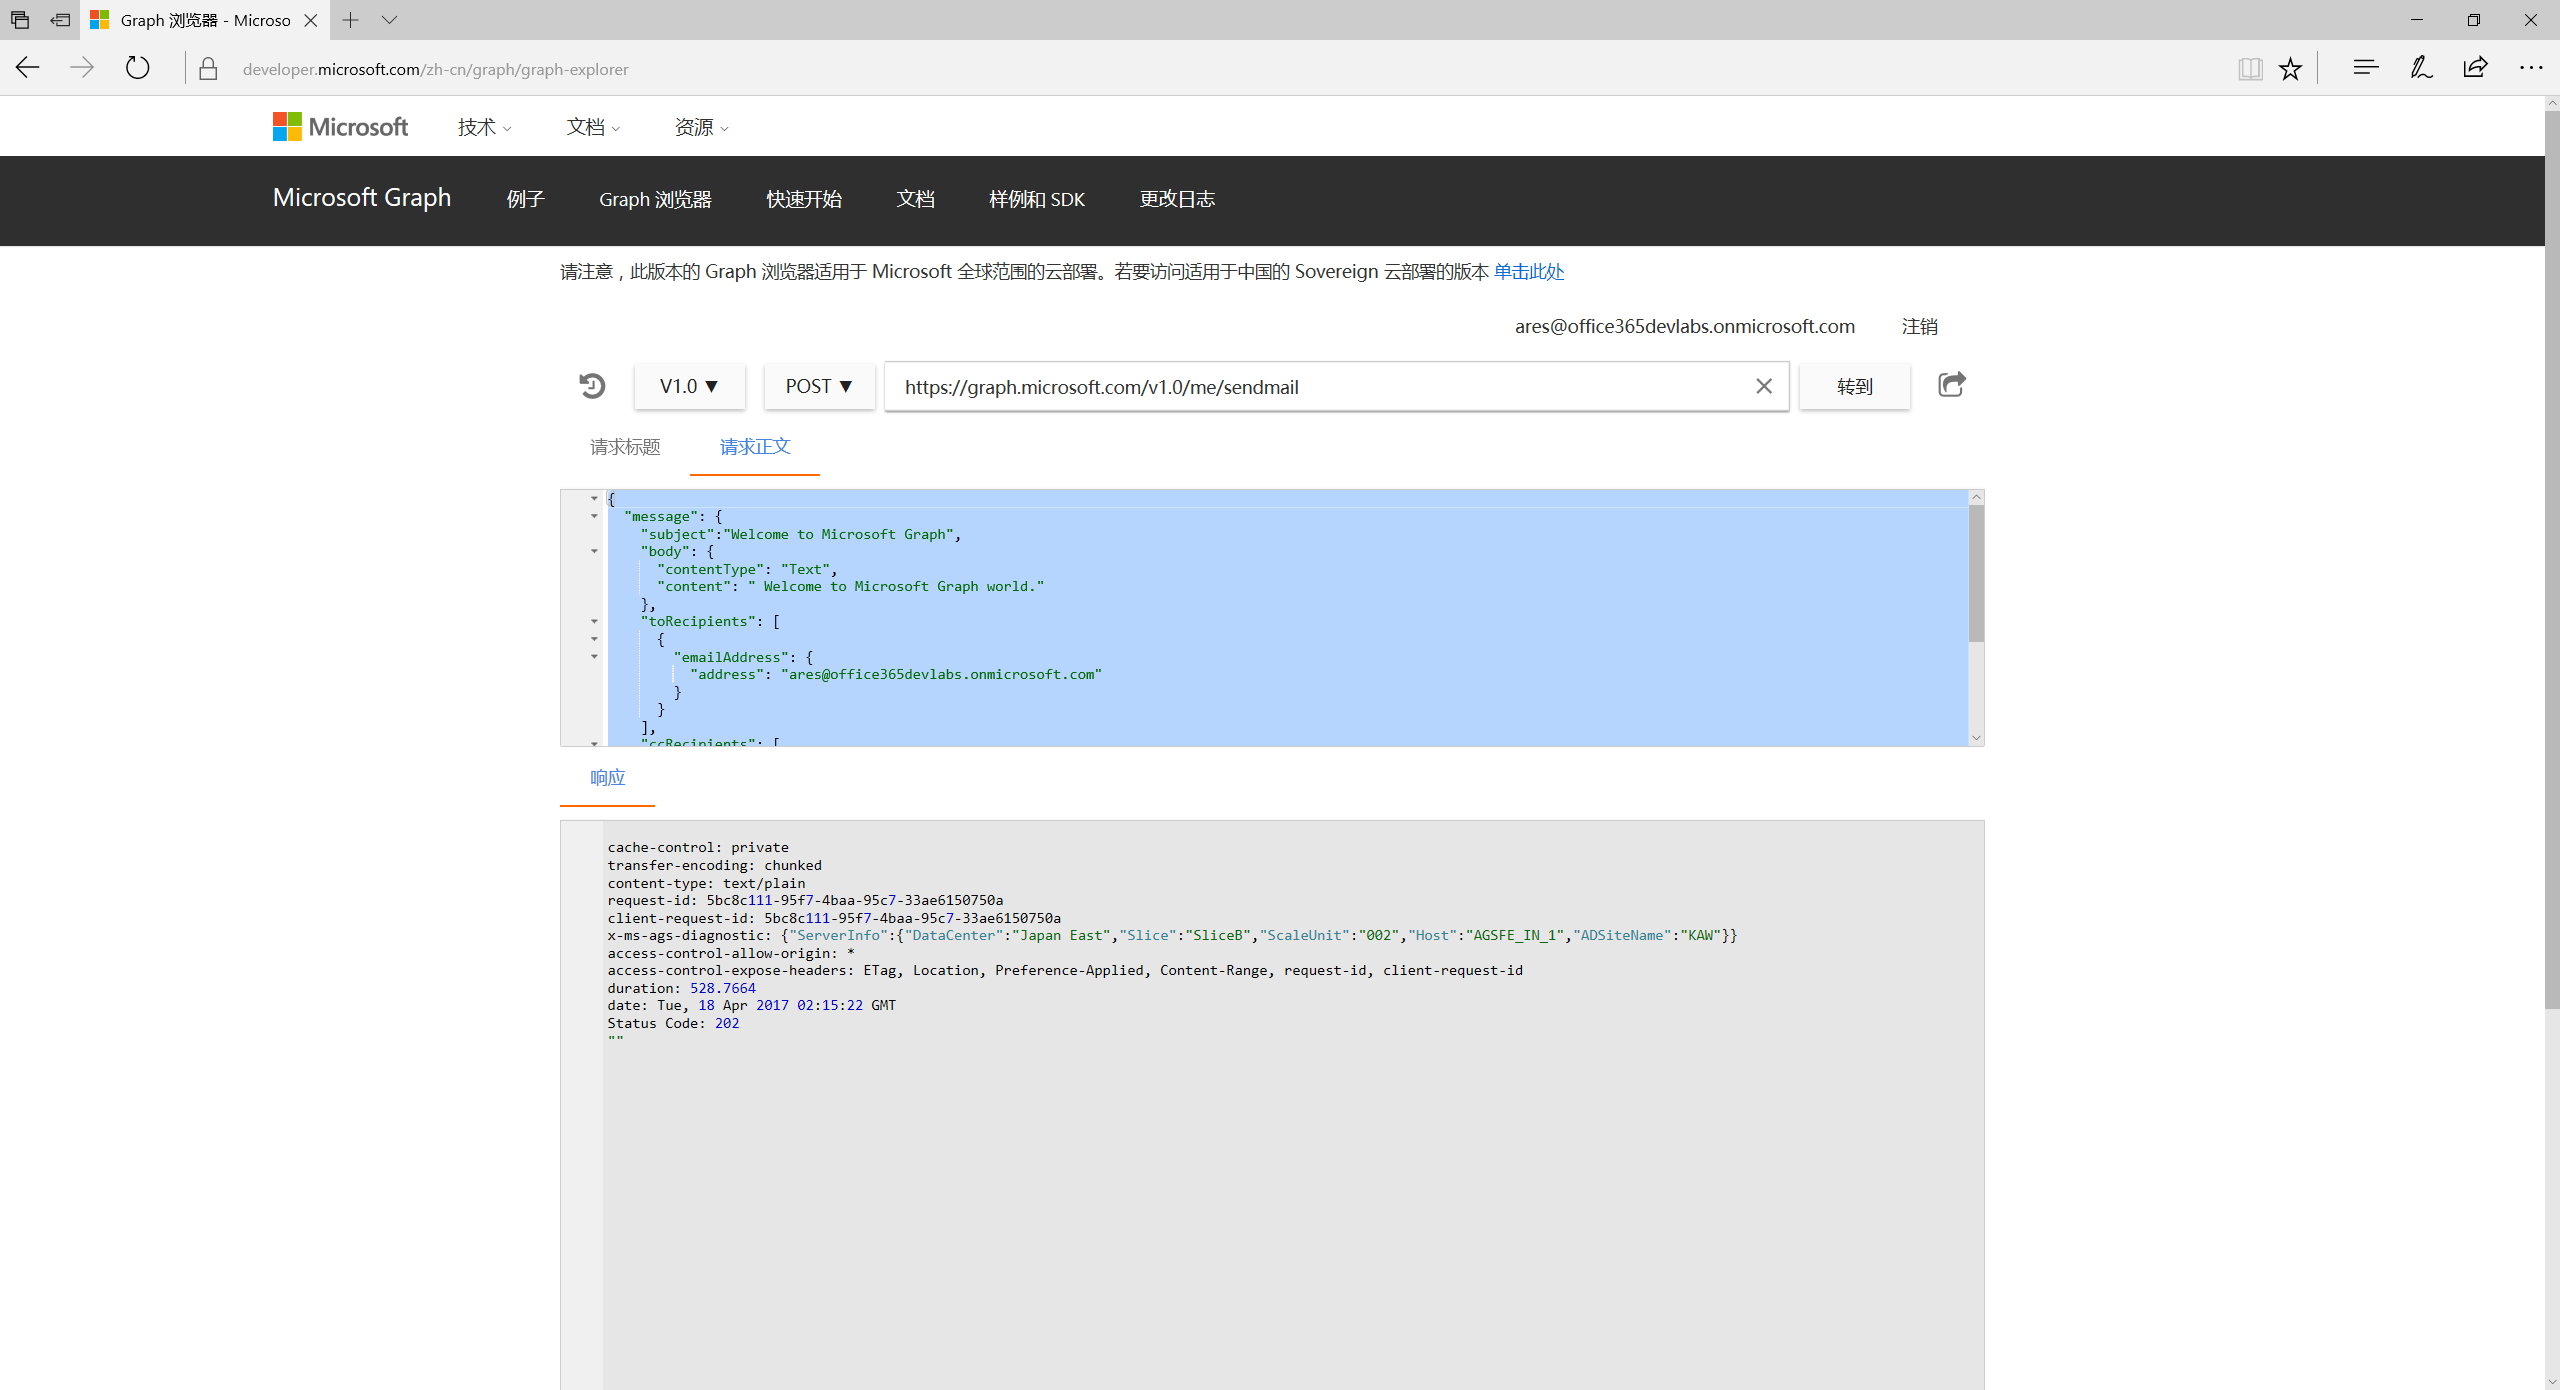 Graph 浏览器 - Microso
developer.microsoft.com/zh-cn/graph/graph-explorer
Microsoft 技术 文档 资源
Microsoft Graph 例子 Graph 浏览器 快速开始 文档 样例和 SDK 更改日志
请注意，此版本的 Graph 浏览器适用于 Microsoft 全球范围的云部署。若要访问适用于中国的 Sovereign 云部署的版本 单击此处
ares@office365devlabs.onmicrosoft.com 注销
V1.0 ▼ POST ▼ https://graph.microsoft.com/v1.0/me/sendmail 转到
请求标题 请求正文
{
"message": {
"subject":"Welcome to Microsoft Graph",
"body": {
"contentType": "Text",
"content": " Welcome to Microsoft Graph world."
},
"toRecipients": [
{
"emailAddress": {
"address": "ares@office365devlabs.onmicrosoft.com"
}
}
],
"ccRecipients": [
响应
cache-control: private
transfer-encoding: chunked
content-type: text/plain
request-id: 5bc8c111-95f7-4baa-95c7-33ae6150750a
client-request-id: 5bc8c111-95f7-4baa-95c7-33ae6150750a
x-ms-ags-diagnostic: {"ServerInfo":{"DataCenter":"Japan East","Slice":"SliceB","ScaleUnit":"002","Host":"AGSFE_IN_1","ADSiteName":"KAW"}}
access-control-allow-origin: *
access-control-expose-headers: ETag, Location, Preference-Applied, Content-Range, request-id, client-request-id
duration: 528.7664
date: Tue, 18 Apr 2017 02:15:22 GMT
Status Code: 202
""